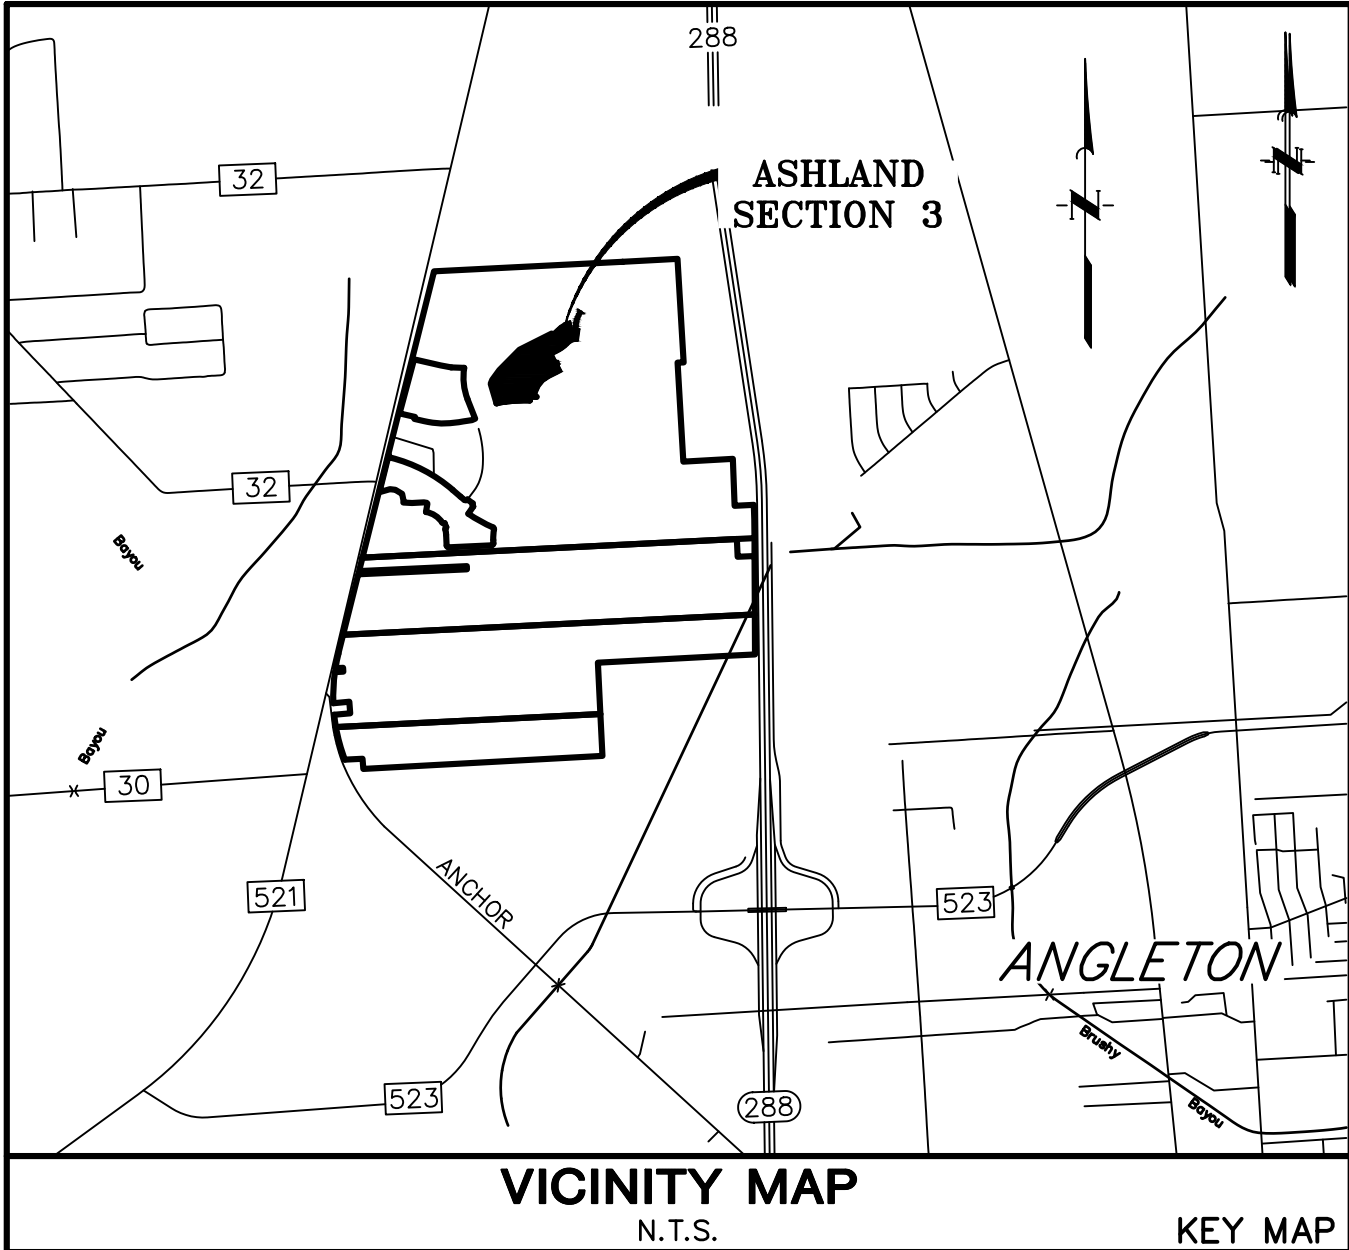 288
ASHLAND
SECTION 3
N
N
32
32
Bayou
Bayou
30
521
ANCHOR
523
ANGLETON
Brushy
Bayou
523
288
VICINITY MAP
N.T.S.
KEY MAP